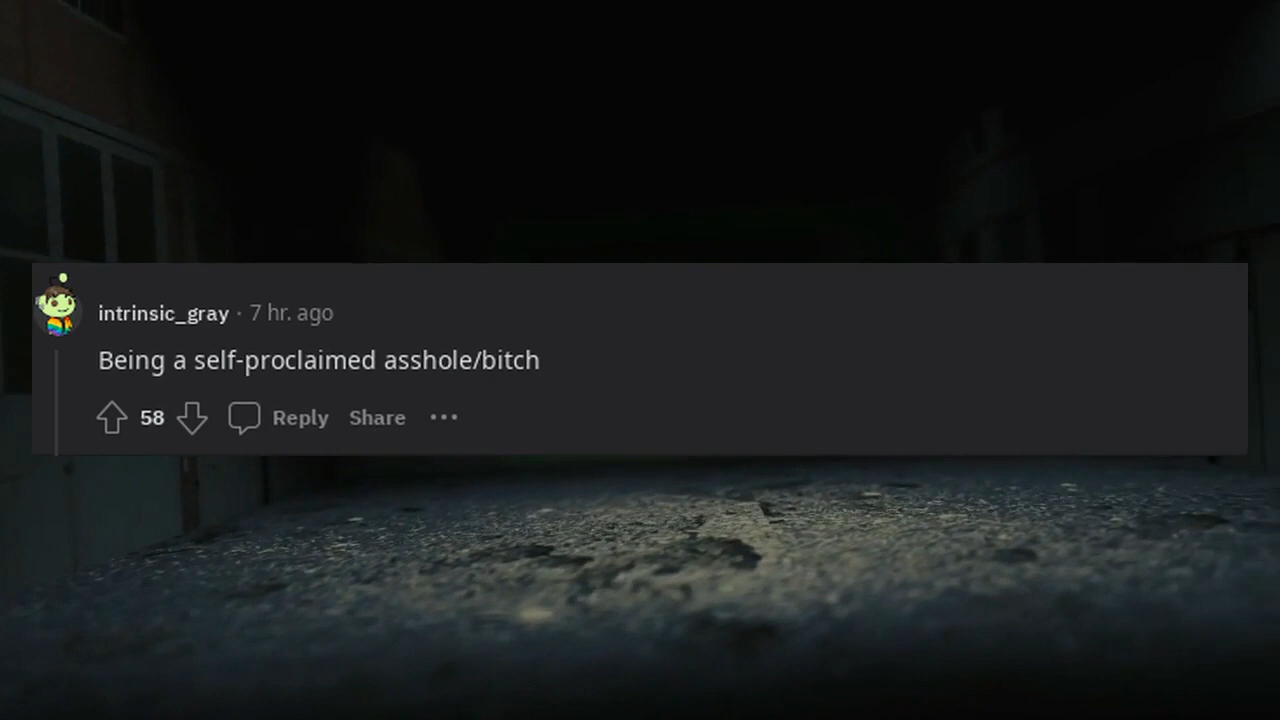 intrinsic_gray · 7 hr. ago
Being a self-proclaimed asshole/bitch
58 Reply Share ···